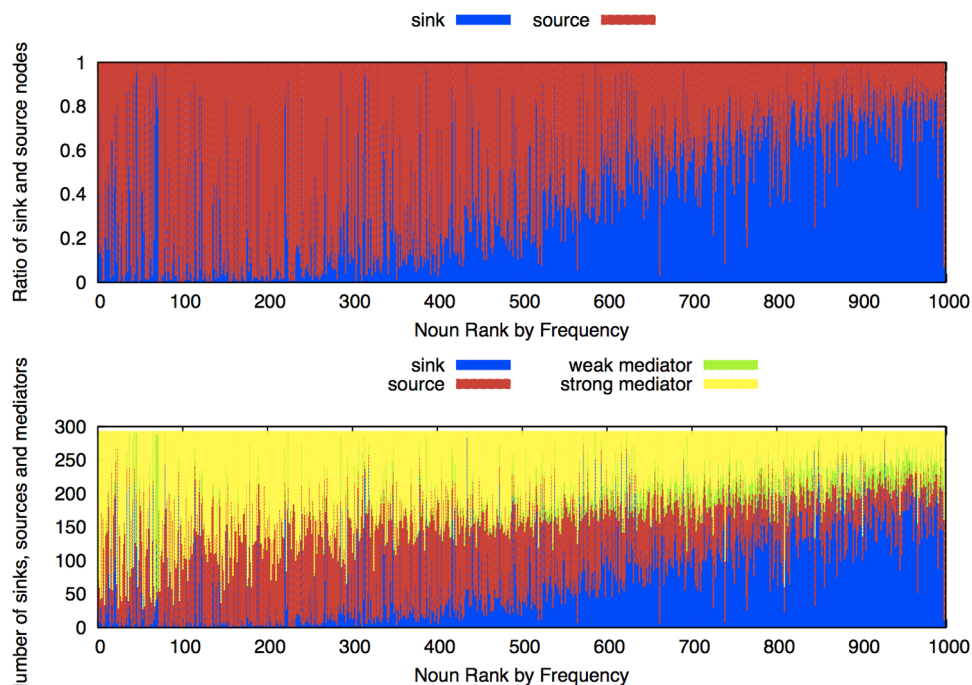 sink source
Ratio of sink and source nodes
1
0.8
0.6
0.4
0.2
0
0 100 200 300 400 500 600 700 800 900 1000
Noun Rank by Frequency
sink weak mediator
source strong mediator
umber of sinks, sources and mediators
300
250
200
150
100
50
0
0 100 200 300 400 500 600 700 800 900 1000
Noun Rank by Frequency